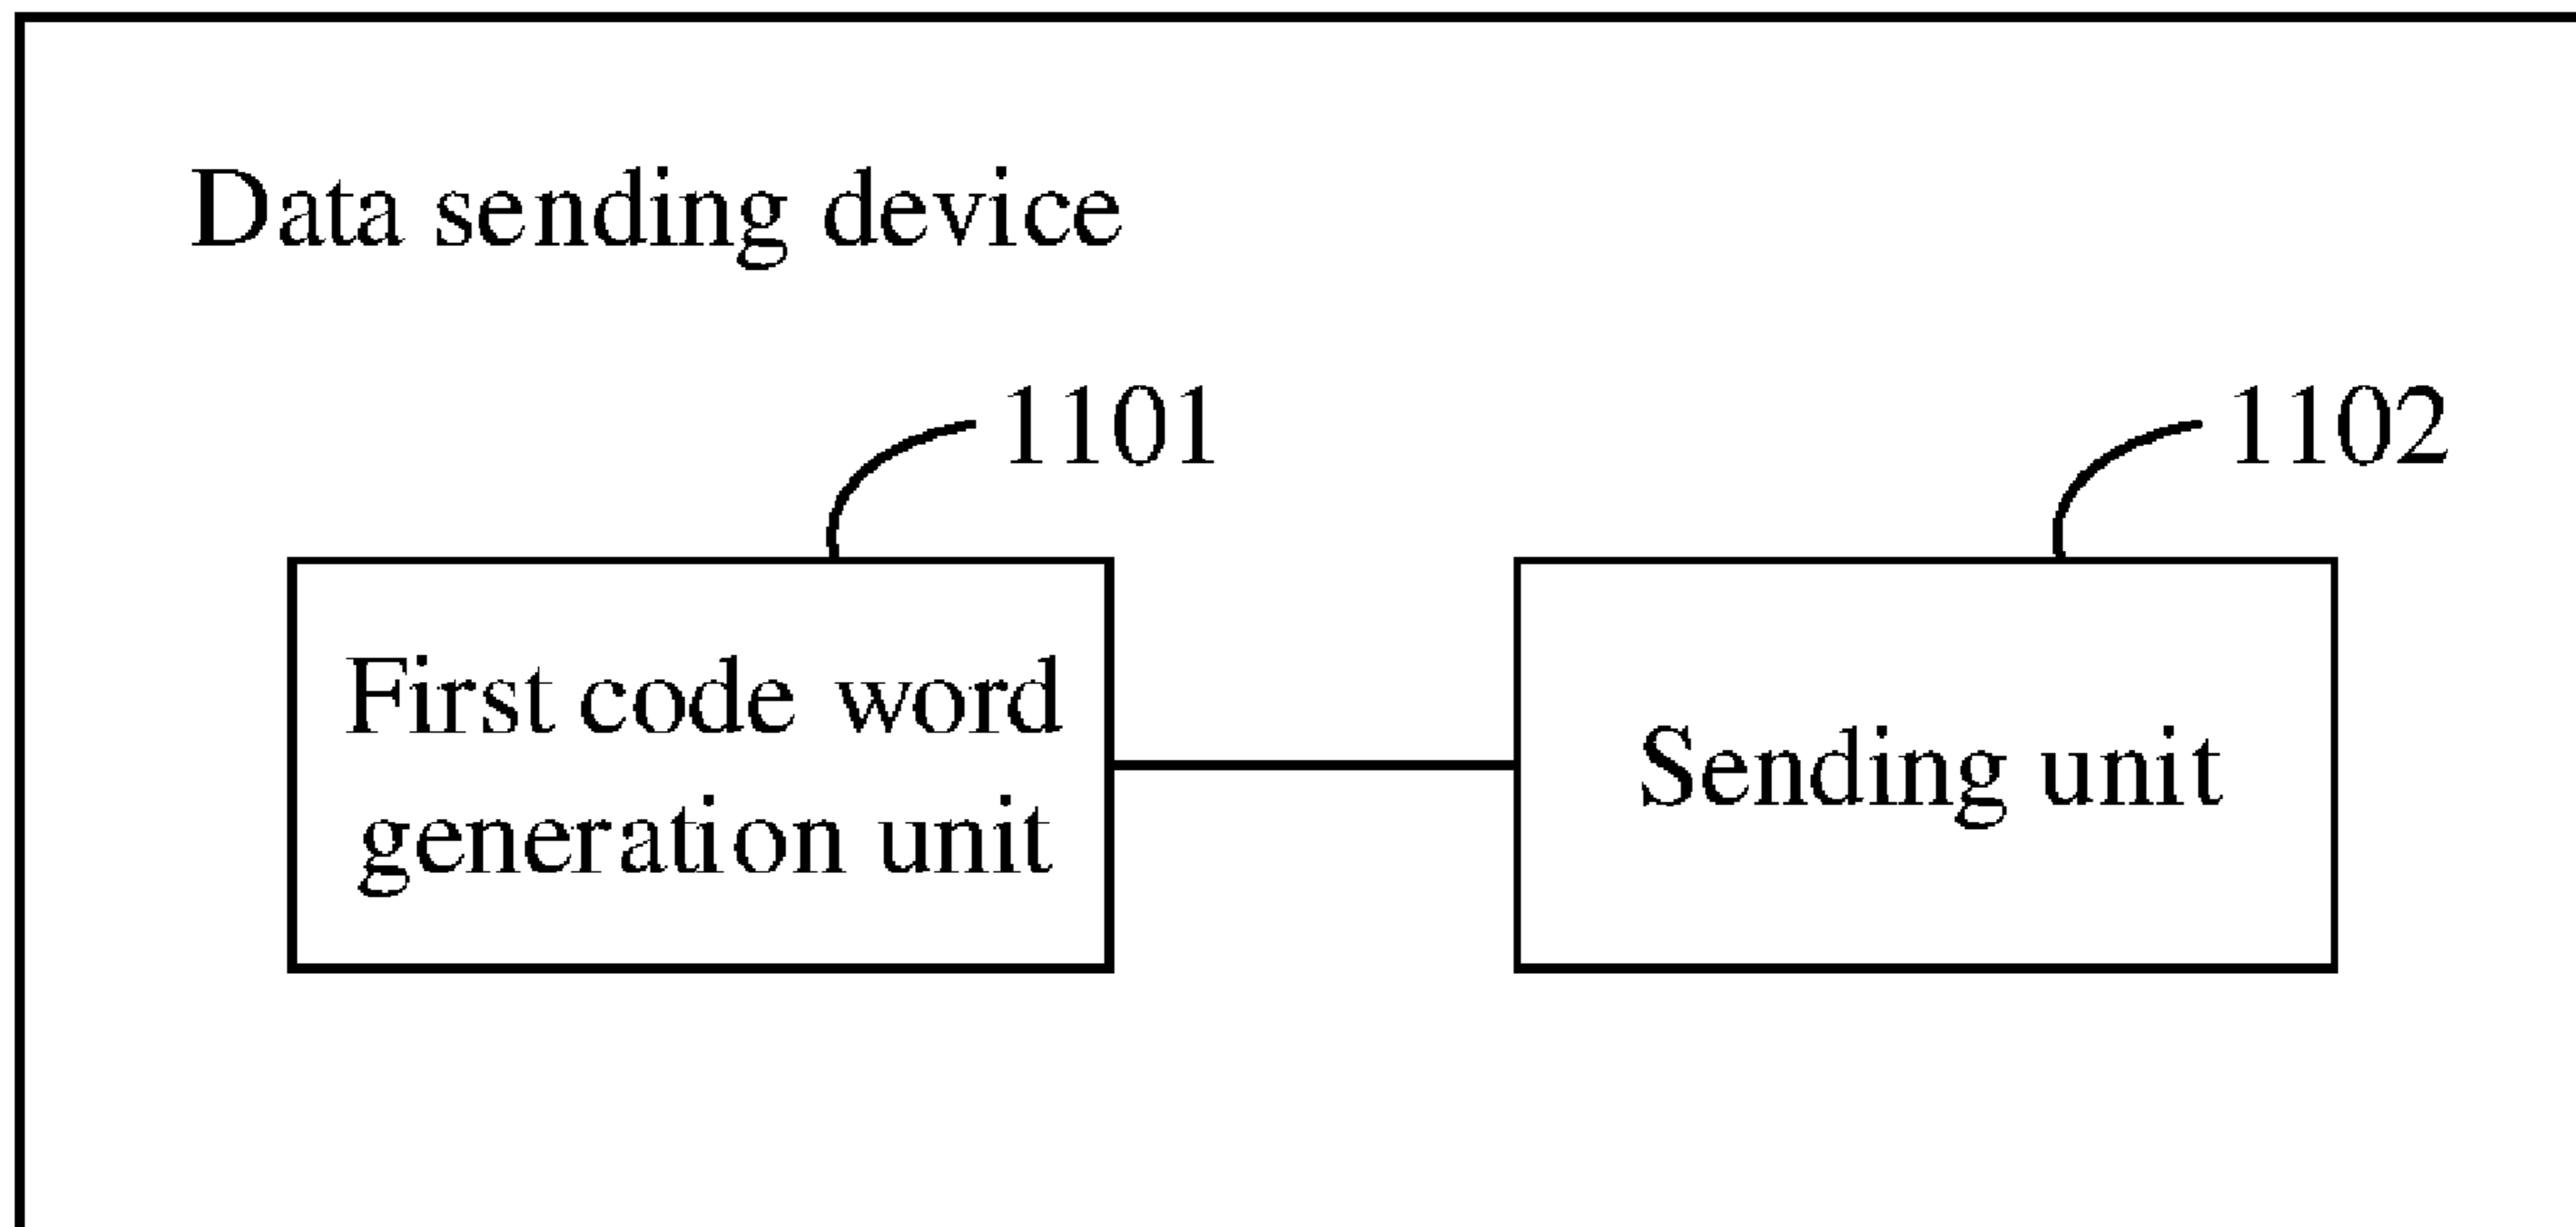 Data sending device
1101
1102
First code word
generation unit
Sending unit